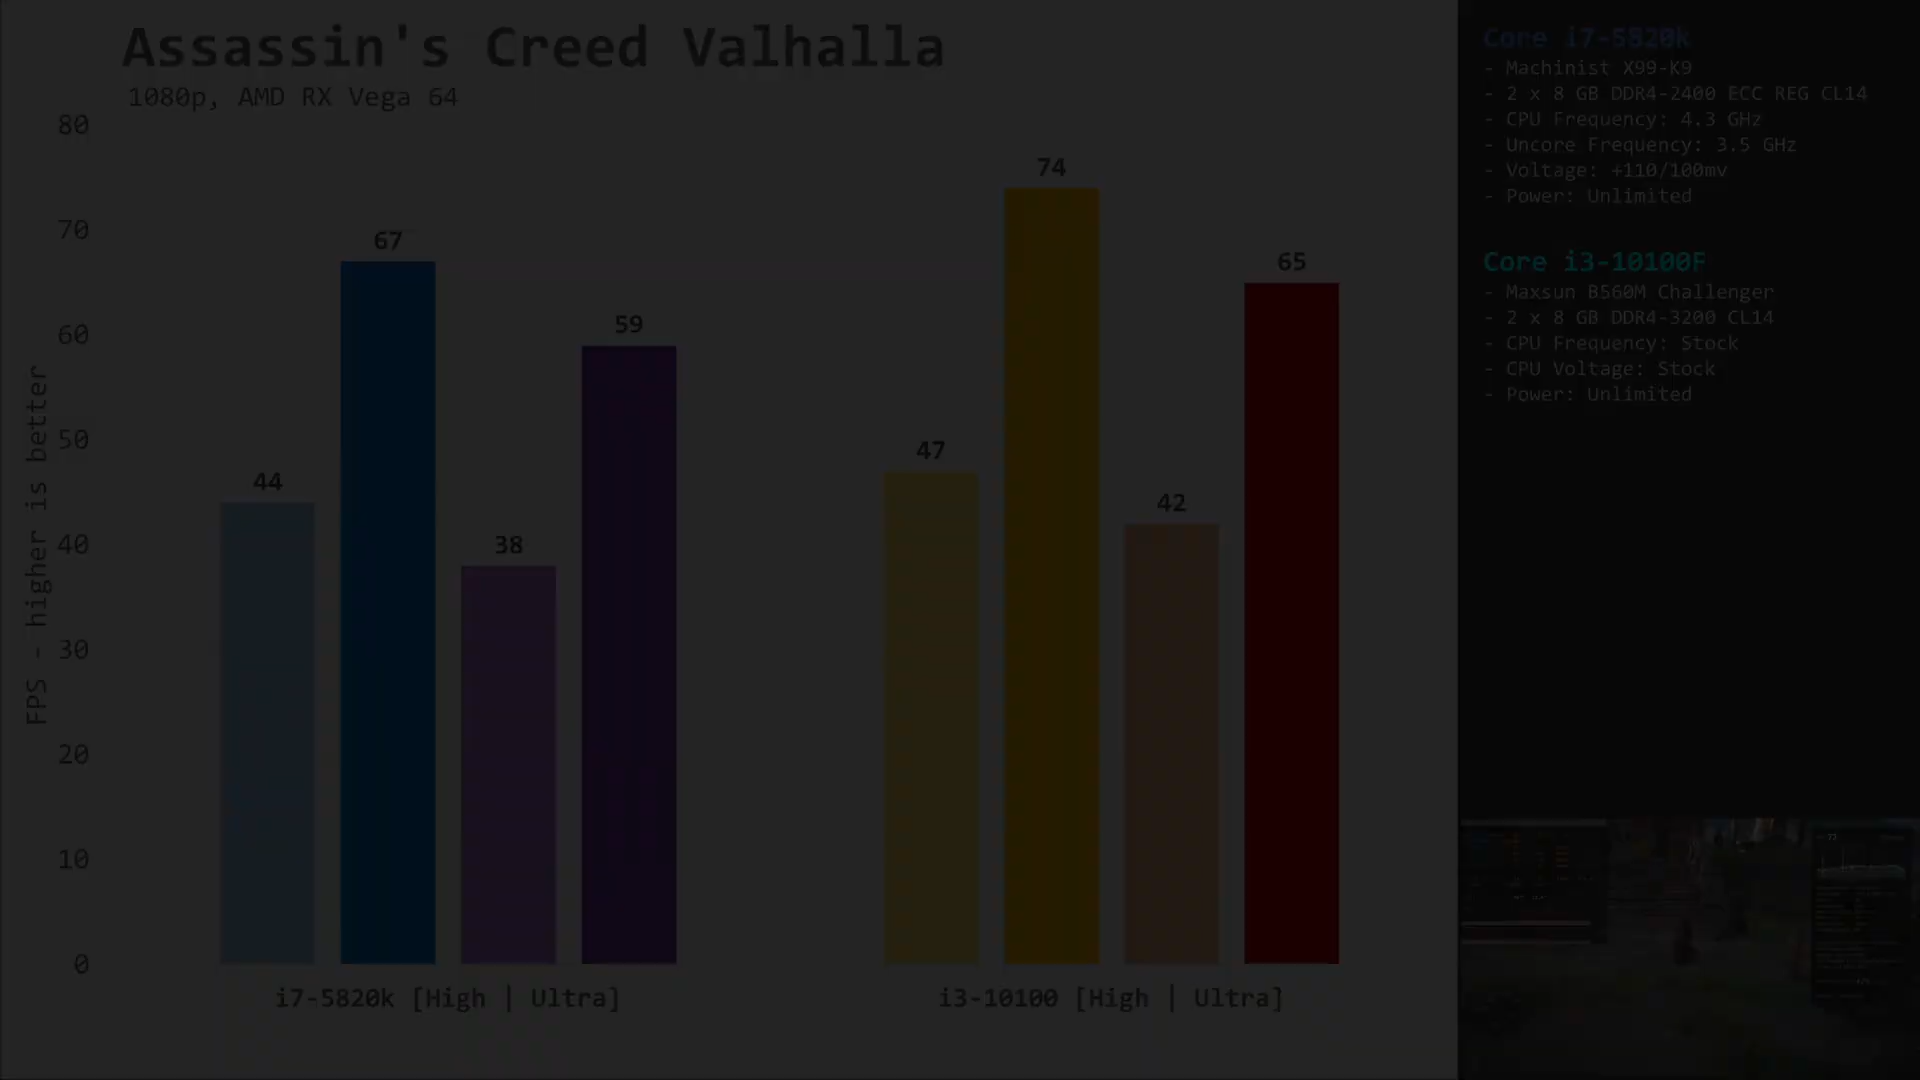 Assassin's Creed Valhalla
1080p, AMD RX Vega 64
FPS - higher is better
80
70
60
50
40
30
20
10
0
44
67
38
59
47
74
42
65
i7-5820k [High | Ultra]
i3-10100 [High | Ultra]
Core i7-5820k
- Machinist X99-K9
- 2 x 8 GB DDR4-2400 ECC REG CL14
- CPU Frequency: 4.3 GHz
- Uncore Frequency: 3.5 GHz
- Voltage: +110/100mv
- Power: Unlimited
Core i3-10100F
- Maxsun B560M Challenger
- 2 x 8 GB DDR4-3200 CL14
- CPU Frequency: Stock
- CPU Voltage: Stock
- Power: Unlimited